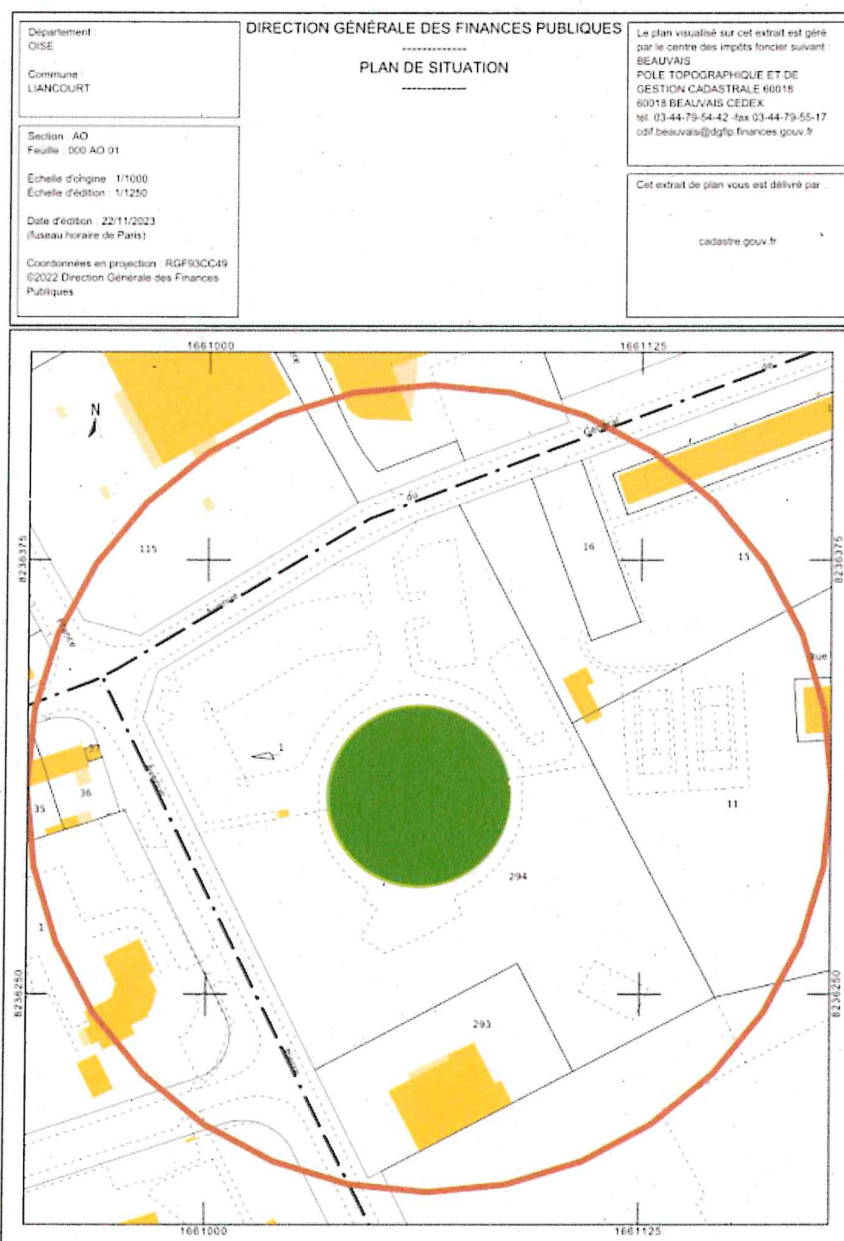 Département :
OISE
Commune :
LIANCOURT
Section : AO
Feuille : 000 AO 01
Échelle d'origine : 1/1000
Échelle d'édition : 1/1250
Date d'édition : 22/11/2023
(fuseau horaire de Paris)
Coordonnées en projection : RGF93CC49
©2022 Direction Générale des Finances
Publiques
DIRECTION GÉNÉRALE DES FINANCES PUBLIQUES
-------------
PLAN DE SITUATION
-------------
Le plan visualisé sur cet extrait est géré
par le centre des impôts foncier suivant :
BEAUVAIS
POLE TOPOGRAPHIQUE ET DE
GESTION CADASTRALE 60018
60018 BEAUVAIS CEDEX
tél. 03-44-79-54-42 -fax 03-44-79-55-17
cdif.beauvais@dgfip.finances.gouv.fr
Cet extrait de plan vous est délivré par :
cadastre.gouv.fr
1661000
1661125
N
Général
du
8236375
115
16
15
8236375
Avenue
France
Rue
1
36
35
Avenue
11
294
1
8236250
293
8236250
1661000
1661125